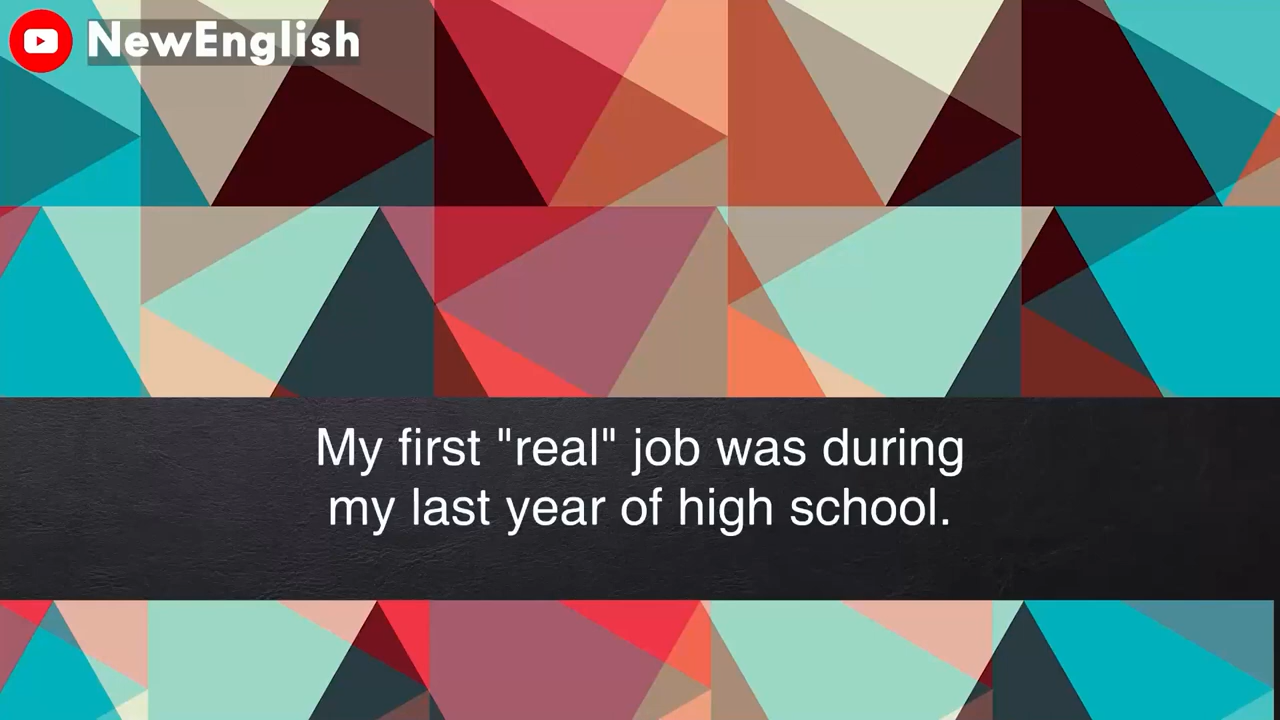 NewEnglish
My first "real" job was during
my last year of high school.